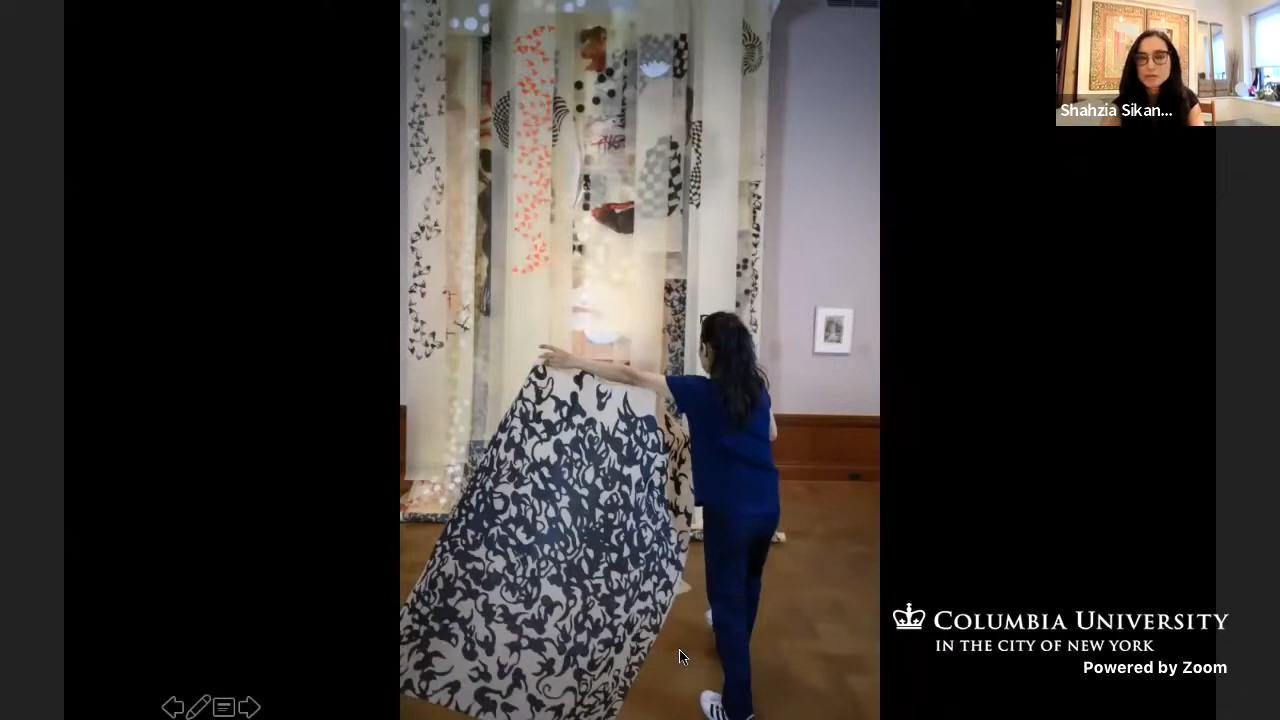 Shahzia Sikan...
COLUMBIA UNIVERSITY
IN THE CITY OF NEW YORK
Powered by Zoom